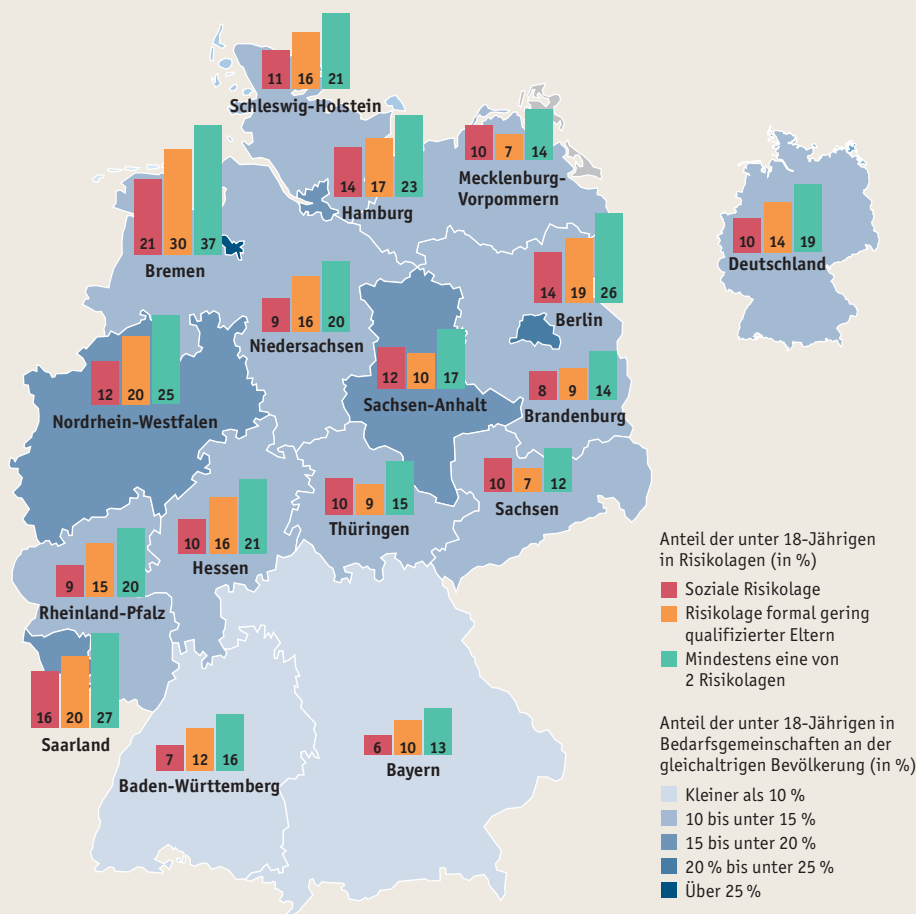 11 16 21
Schleswig-Holstein
10 7 14
Mecklenburg-
Vorpommern
14 17 23
Hamburg
21 30 37
Bremen
10 14 19
Deutschland
14 19 26
Berlin
9 16 20
Niedersachsen
12 20 25
Nordrhein-Westfalen
12 10 17
Sachsen-Anhalt
8 9 14
Brandenburg
10 7 12
Sachsen
10 9 15
Thüringen
10 16 21
Hessen
9 15 20
Rheinland-Pfalz
16 20 27
Saarland
7 12 16
Baden-Württemberg
6 10 13
Bayern
Anteil der unter 18-Jährigen
in Risikolagen (in %)
Soziale Risikolage
Risikolage formal gering
qualifizierter Eltern
Mindestens eine von
2 Risikolagen
Anteil der unter 18-Jährigen in
Bedarfsgemeinschaften an der
gleichaltrigen Bevölkerung (in %)
Kleiner als 10 %
10 bis unter 15 %
15 bis unter 20 %
20 % bis unter 25 %
Über 25 %